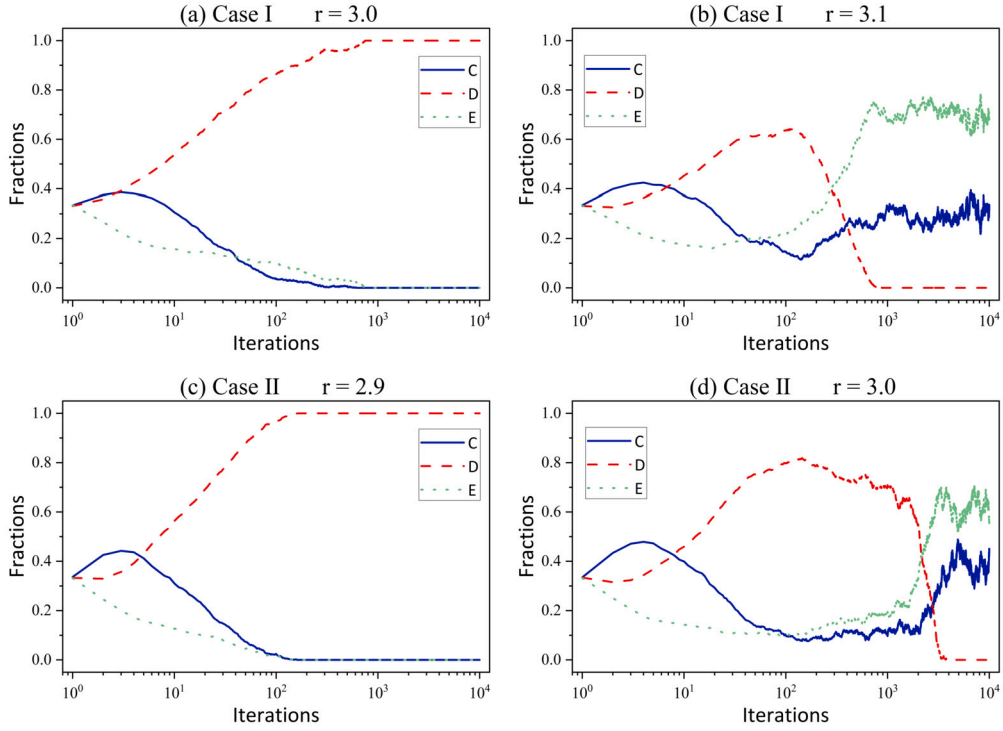 (a) Case I r = 3.0
1.0
0.8
0.6
0.4
0.2
0.0
Fractions
C
D
E
10^0
10^1
10^2
10^3
10^4
Iterations
(b) Case I r = 3.1
1.0
0.8
0.6
0.4
0.2
0.0
Fractions
C
D
E
10^0
10^1
10^2
10^3
10^4
Iterations
(c) Case II r = 2.9
1.0
0.8
0.6
0.4
0.2
0.0
Fractions
C
D
E
10^0
10^1
10^2
10^3
10^4
Iterations
(d) Case II r = 3.0
1.0
0.8
0.6
0.4
0.2
0.0
Fractions
C
D
E
10^0
10^1
10^2
10^3
10^4
Iterations